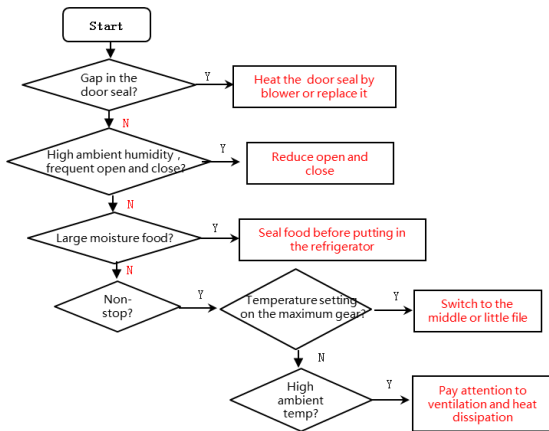 Start
Gap in the
door seal?
Y
Heat the door seal by
blower or replace it
N
High ambient humidity ,
frequent open and close?
Y
Reduce open and
close
N
Large moisture food?
Y
Seal food before putting in
the refrigerator
N
Non-
stop?
Y
Temperature setting
on the maximum gear?
Y
Switch to the
middle or little file
N
High
ambient
temp?
Y
Pay attention to
ventilation and heat
dissipation